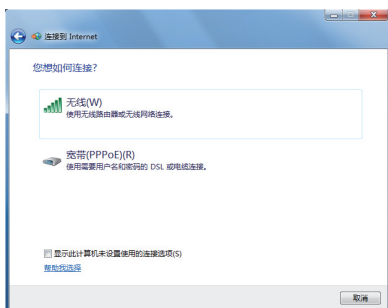 连接到 Internet
您想如何连接?
无线(W)
使用无线路由器或无线网络连接。
宽带(PPPoE)(R)
使用需要用户名和密码的 DSL 或电缆连接。
显示此计算机未设置使用的连接选项(S)
帮助我选择
取消